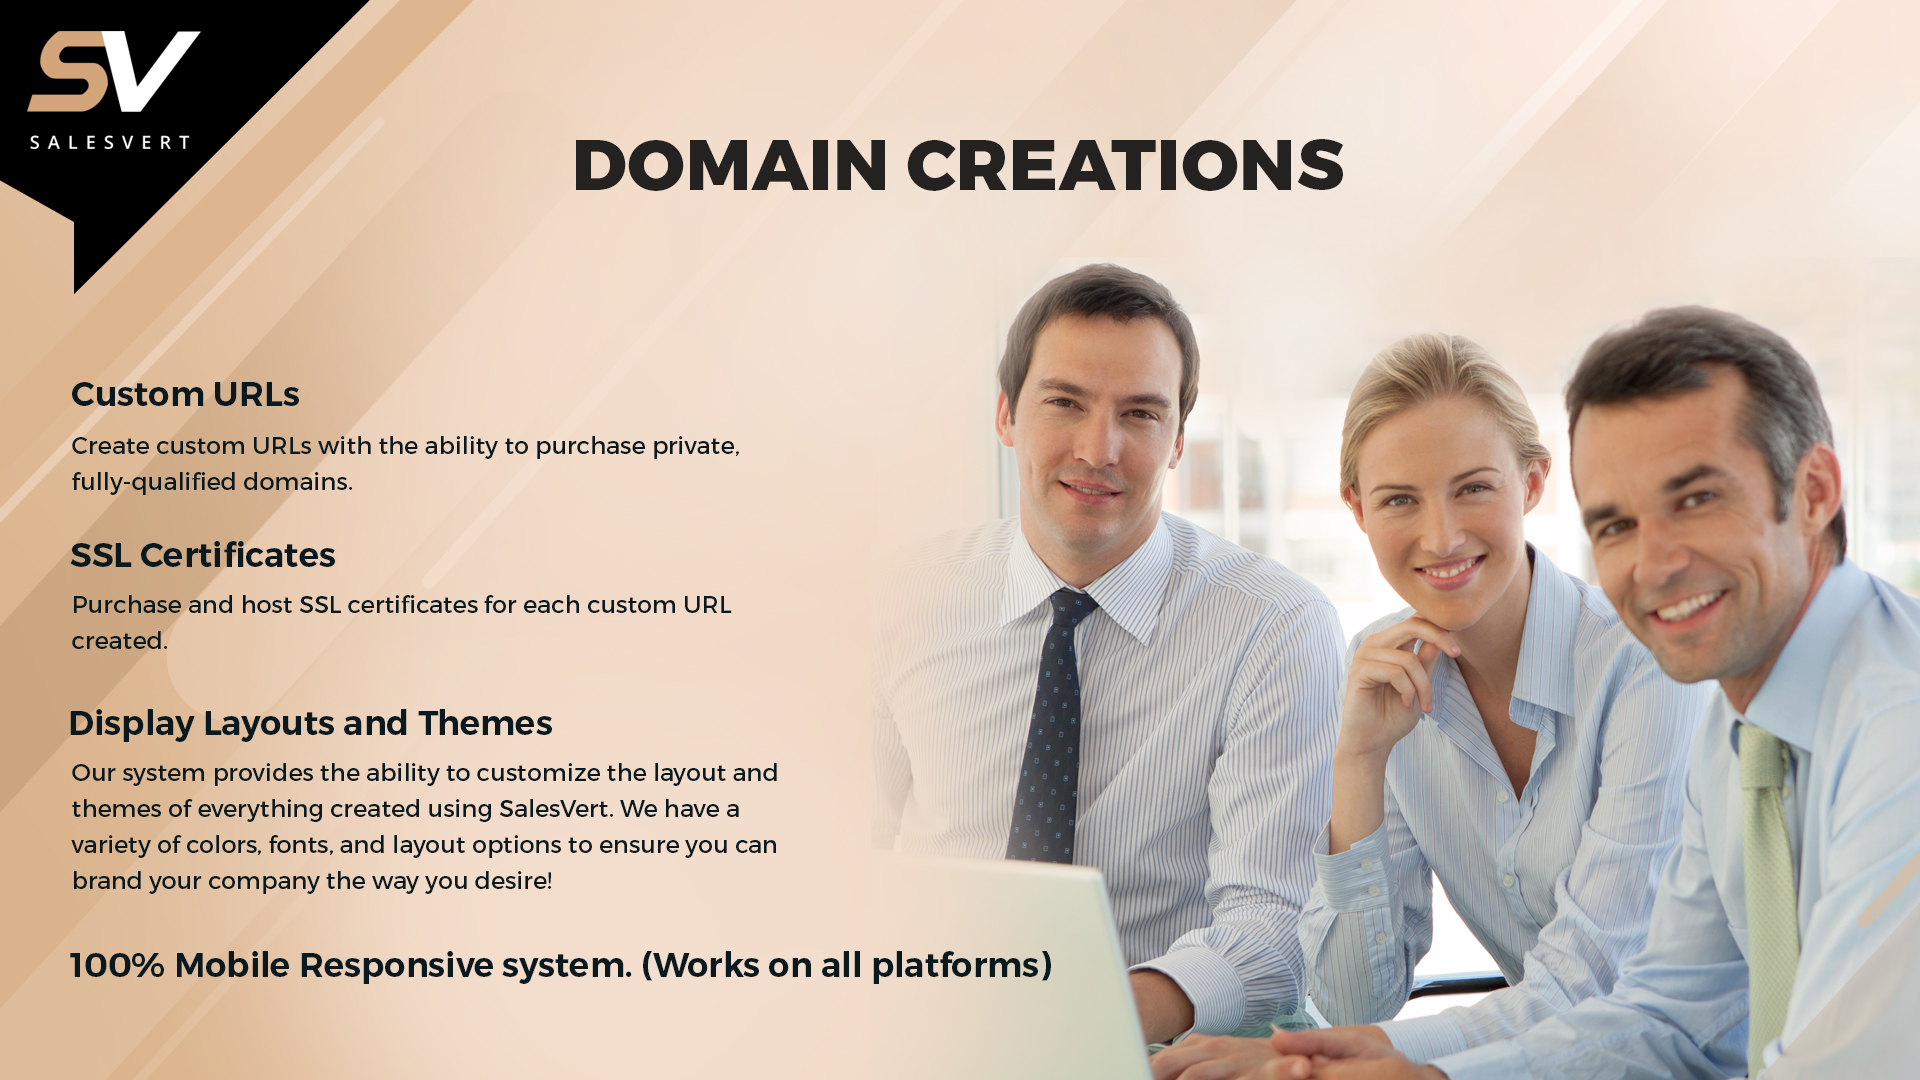 SV
SALESVERT
DOMAIN CREATIONS
Custom URLs
Create custom URLs with the ability to purchase private,
fully-qualified domains.
SSL Certificates
Purchase and host SSL certificates for each custom URL
created.
Display Layouts and Themes
Our system provides the ability to customize the layout and
themes of everything created using SalesVert. We have a
variety of colors, fonts, and layout options to ensure you can
brand your company the way you desire!
100% Mobile Responsive system. (Works on all platforms)